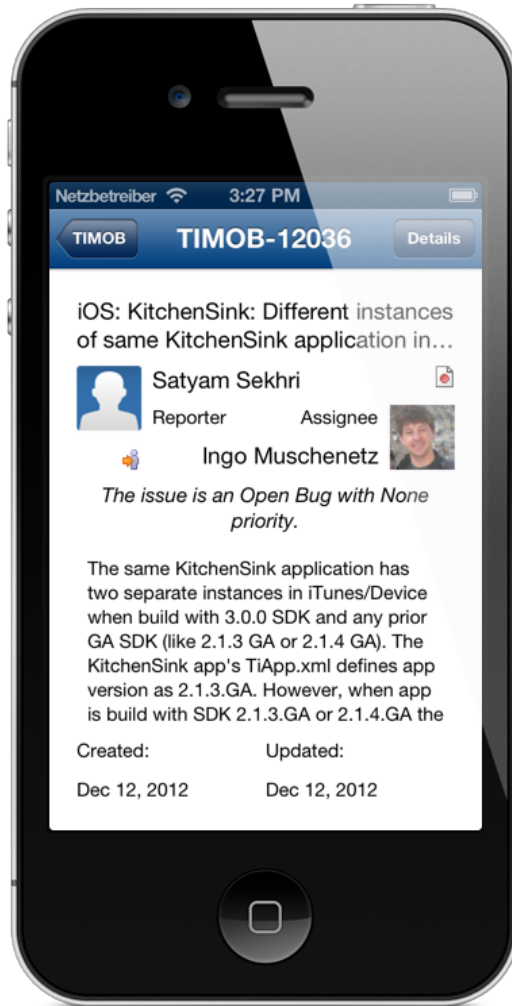 Netzbetreiber 3:27 PM
TIMOB TIMOB-12036 Details
iOS: KitchenSink: Different instances
of same KitchenSink application in…
Satyam Sekhri
Reporter Assignee
Ingo Muschenetz
The issue is an Open Bug with None
priority.
The same KitchenSink application has
two separate instances in iTunes/Device
when build with 3.0.0 SDK and any prior
GA SDK (like 2.1.3 GA or 2.1.4 GA). The
KitchenSink app's TiApp.xml defines app
version as 2.1.3.GA. However, when app
is build with SDK 2.1.3.GA or 2.1.4.GA the
Created: Updated:
Dec 12, 2012 Dec 12, 2012